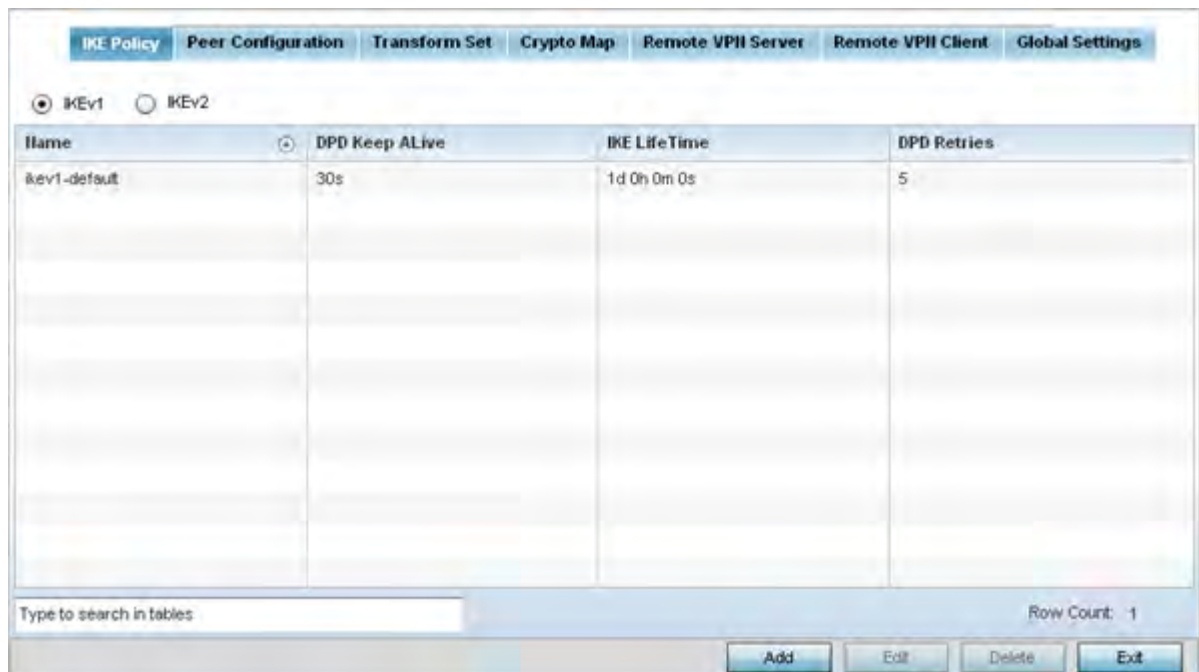 IKE Policy Peer Configuration Transform Set Crypto Map Remote VPN Server Remote VPN Client Global Settings
IKEv1 IKEv2
Name DPD Keep ALive IKE LifeTime DPD Retries
ikev1-default 30s 1d 0h 0m 0s 5
Type to search in tables Row Count: 1
Add Edit Delete Exit